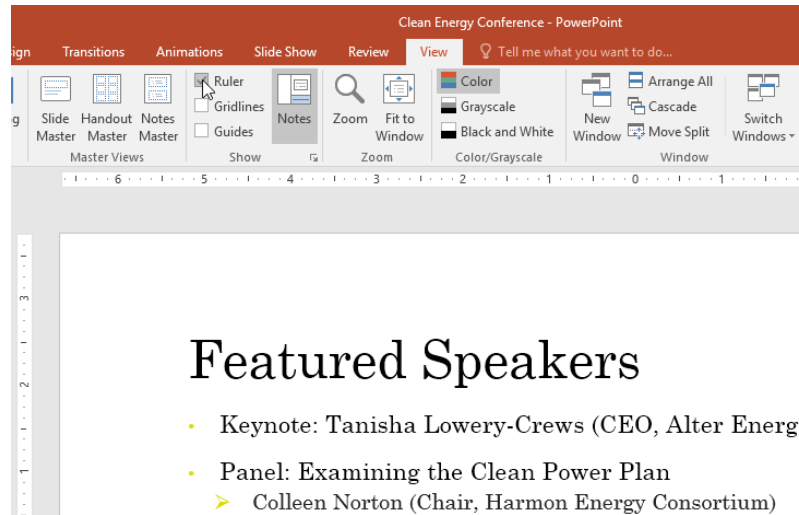 Clean Energy Conference - PowerPoint
ign Transitions Animations Slide Show Review View Tell me what you want to do...
Slide Master
Handout Master
Notes Master
Master Views
Ruler
Gridlines
Guides
Notes
Show
Zoom
Fit to Window
Zoom
Color
Grayscale
Black and White
Color/Grayscale
New Window
Arrange All
Cascade
Move Split
Switch Windows
Window
6 5 4 3 2 1 0 1
3
2
1
Featured Speakers
• Keynote: Tanisha Lowery-Crews (CEO, Alter Energ
• Panel: Examining the Clean Power Plan
➢ Colleen Norton (Chair, Harmon Energy Consortium)